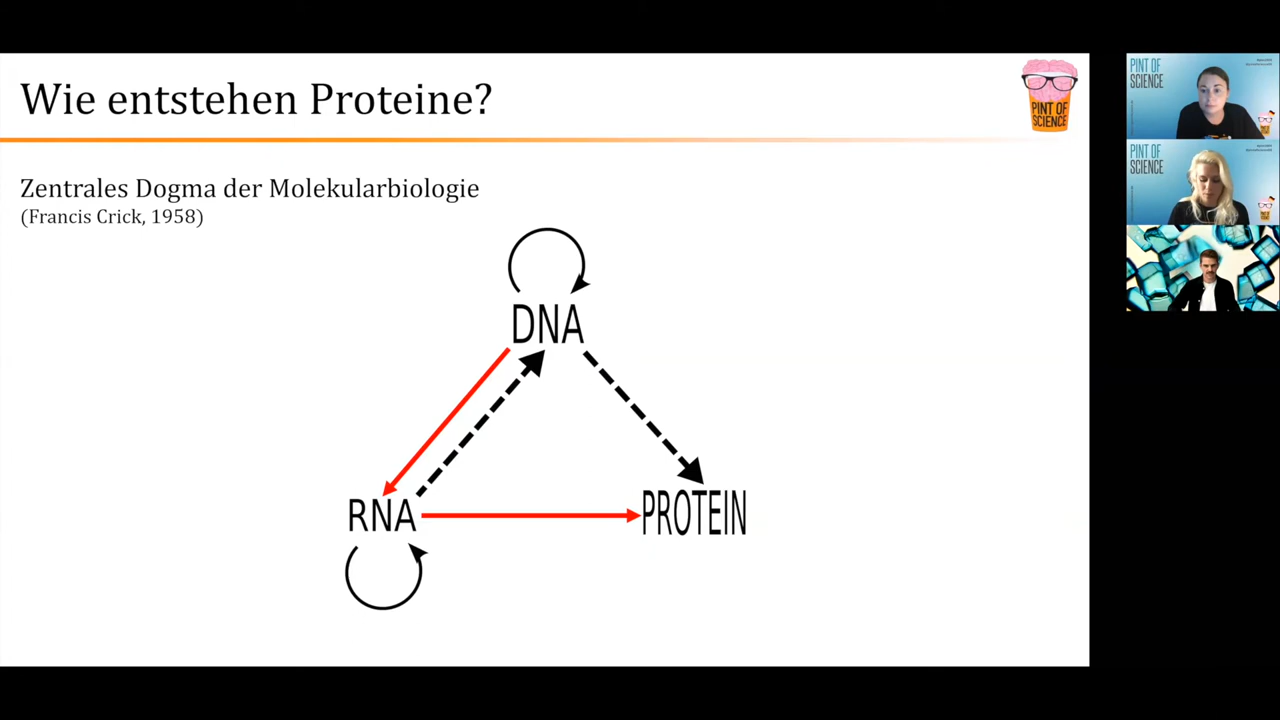 Wie entstehen Proteine?
PINT OF
SCIENCE
Zentrales Dogma der Molekularbiologie
(Francis Crick, 1958)
DNA
RNA
PROTEIN
PINT OF
SCIENCE
PINT OF
SCIENCE